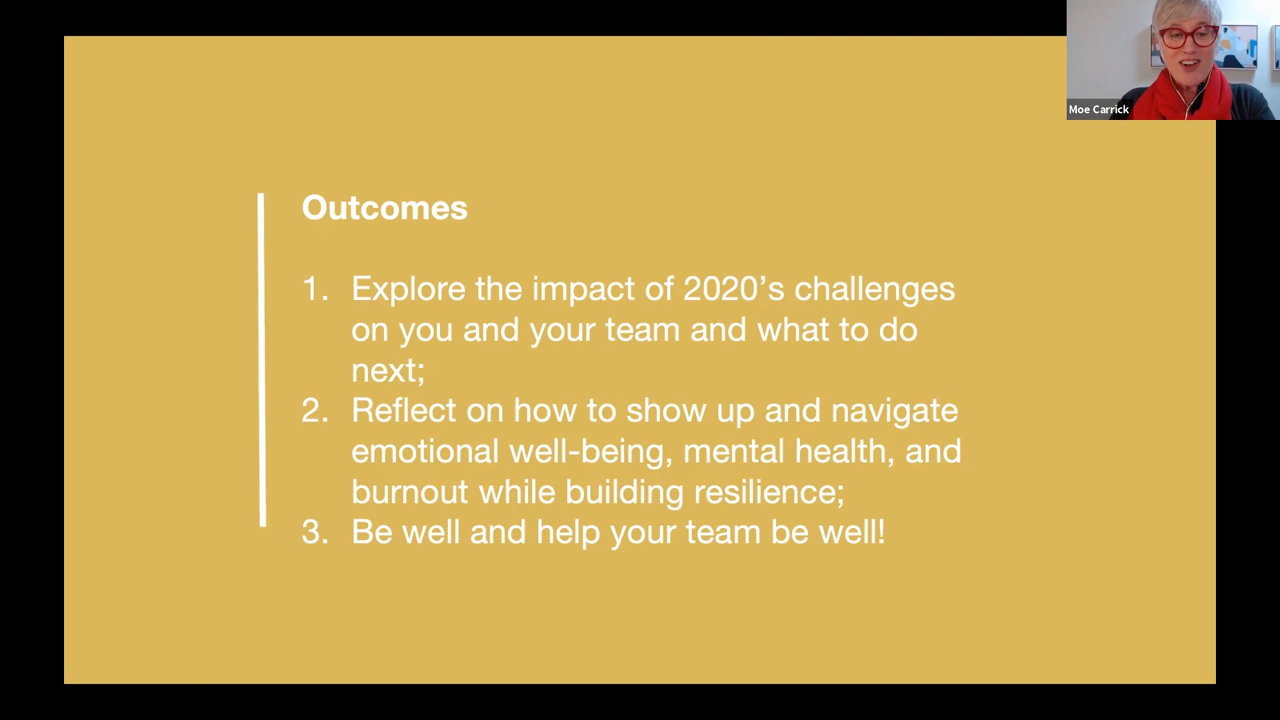 Moe Carrick
Outcomes
1. Explore the impact of 2020’s challenges
on you and your team and what to do
next;
2. Reflect on how to show up and navigate
emotional well-being, mental health, and
burnout while building resilience;
3. Be well and help your team be well!